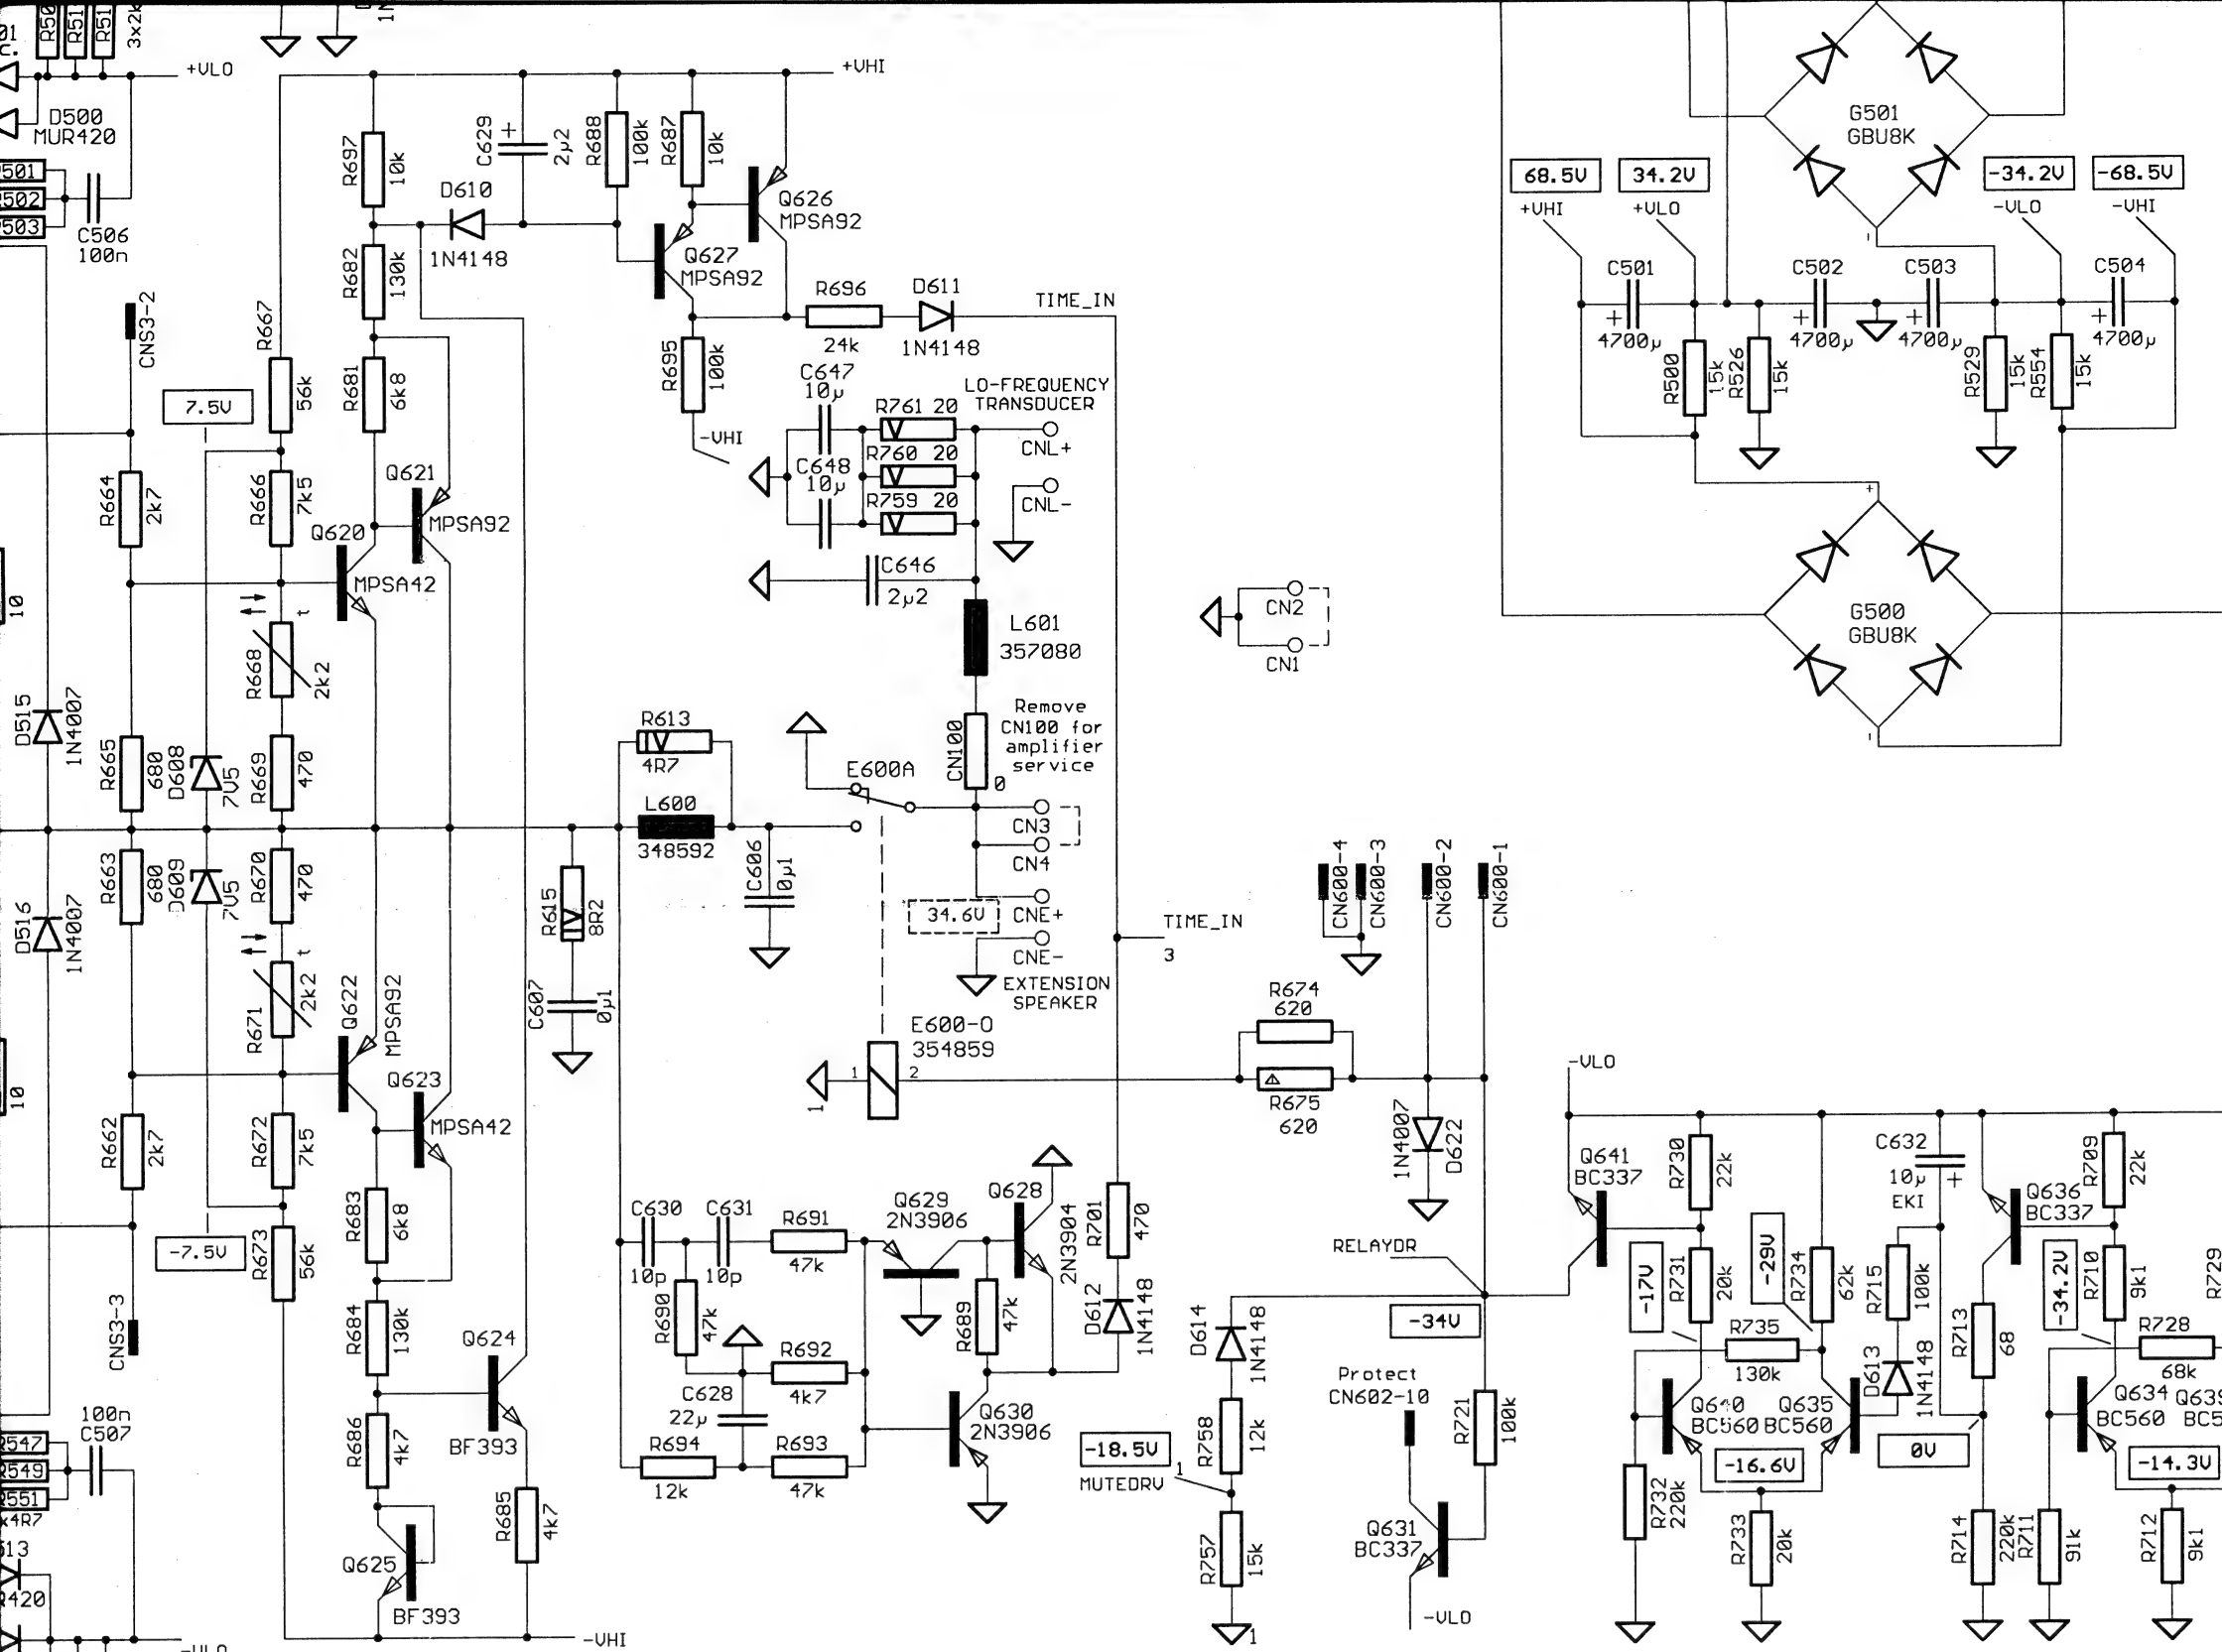 +VLO
D500
MUR420
C506
100n
CNS3-2
R664
2k7
7.5V
R667
56k
R666
7k5
R668
2k2
t
R669
470
D608
7V5
R665
680
D515
1N4007
10
R663
680
D609
7V5
R670
470
D516
1N4007
t
R671
2k2
R662
2k7
R672
7k5
-7.5V
R673
56k
CNS3-3
10
100n
C507
R547
R549
R551
x4R7
+VHI
R697
10k
R682
130k
R681
6k8
D610
1N4148
C629
+
2µ2
R688
100k
R687
10k
Q626
MPSA92
Q627
MPSA92
R696
24k
D611
1N4148
TIME_IN
R695
100k
-VHI
Q621
MPSA92
Q620
MPSA42
C647
10µ
LO-FREQUENCY
TRANSDUCER
R761 20
CNL+
C648
10µ
R760 20
R759 20
CNL-
C646
2µ2
L601
357080
Remove
CN100 for
amplifier
service
CN100
0
R613
4R7
L600
348592
E600A
CN3
CN4
C606
0µ1
R615
8R2
C607
0µ1
34.6V
CNE+
CNE-
EXTENSION
SPEAKER
TIME_IN
3
E600-O
354859
1
2
1
R674
620
R675
620
CN600-4
CN600-3
CN600-2
CN600-1
1N4007
D622
CN2
CN1
Q622
MPSA92
Q623
MPSA42
R683
6k8
R684
130k
Q624
BF393
R686
4k7
R685
4k7
Q625
BF393
-VHI
C630
10p
C631
10p
R691
47k
R690
47k
Q629
2N3906
Q628
2N3904
R689
47k
R701
470
D612
1N4148
R692
4k7
C628
22µ
R694
12k
R693
47k
Q630
2N3906
RELAYDR
-34V
D614
1N4148
R758
12k
-18.5V
MUTEDRV
1
R757
15k
1
Protect
CN602-10
R721
100k
Q631
BC337
-VLO
G501
GBU8K
68.5V
34.2V
-34.2V
-68.5V
+VHI
+VLO
-VLO
-VHI
C501
+
4700µ
C502
+
4700µ
C503
+
4700µ
C504
+
4700µ
R500
15k
R526
15k
R529
15k
R554
15k
+
G500
GBU8K
-VLO
Q641
BC337
R730
22k
-17V
R731
20k
-29V
R734
62k
R735
130k
C632
10µ
+
EKI
R715
100k
D613
1N4148
Q636
BC337
R713
68
R709
22k
-34.2V
R710
9k1
R729
R728
68k
Q640
BC560
Q635
BC560
-16.6V
0V
Q634
BC560
-14.3V
R732
220k
R733
20k
R714
220k
R711
91k
R712
9k1